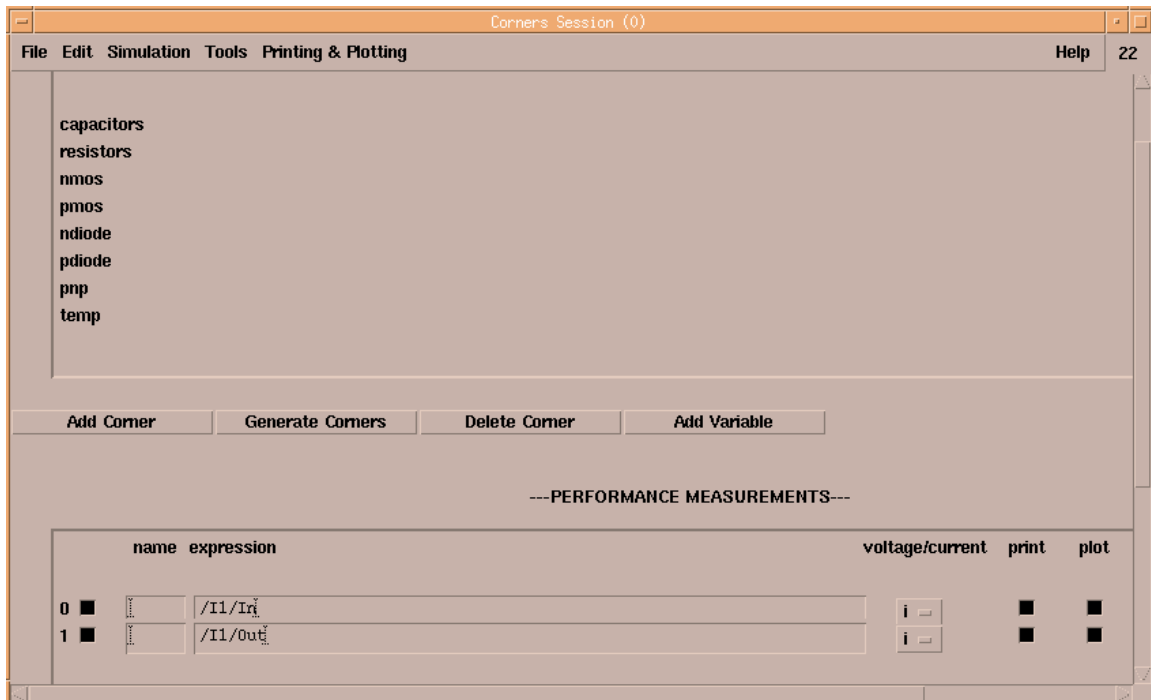 Corners Session (0)
File Edit Simulation Tools Printing & Plotting Help 22
capacitors
resistors
nmos
pmos
ndiode
pdiode
pnp
temp
Add Corner Generate Corners Delete Corner Add Variable
---PERFORMANCE MEASUREMENTS---
name expression voltage/current print plot
0 /I1/In i
1 /I1/Out i